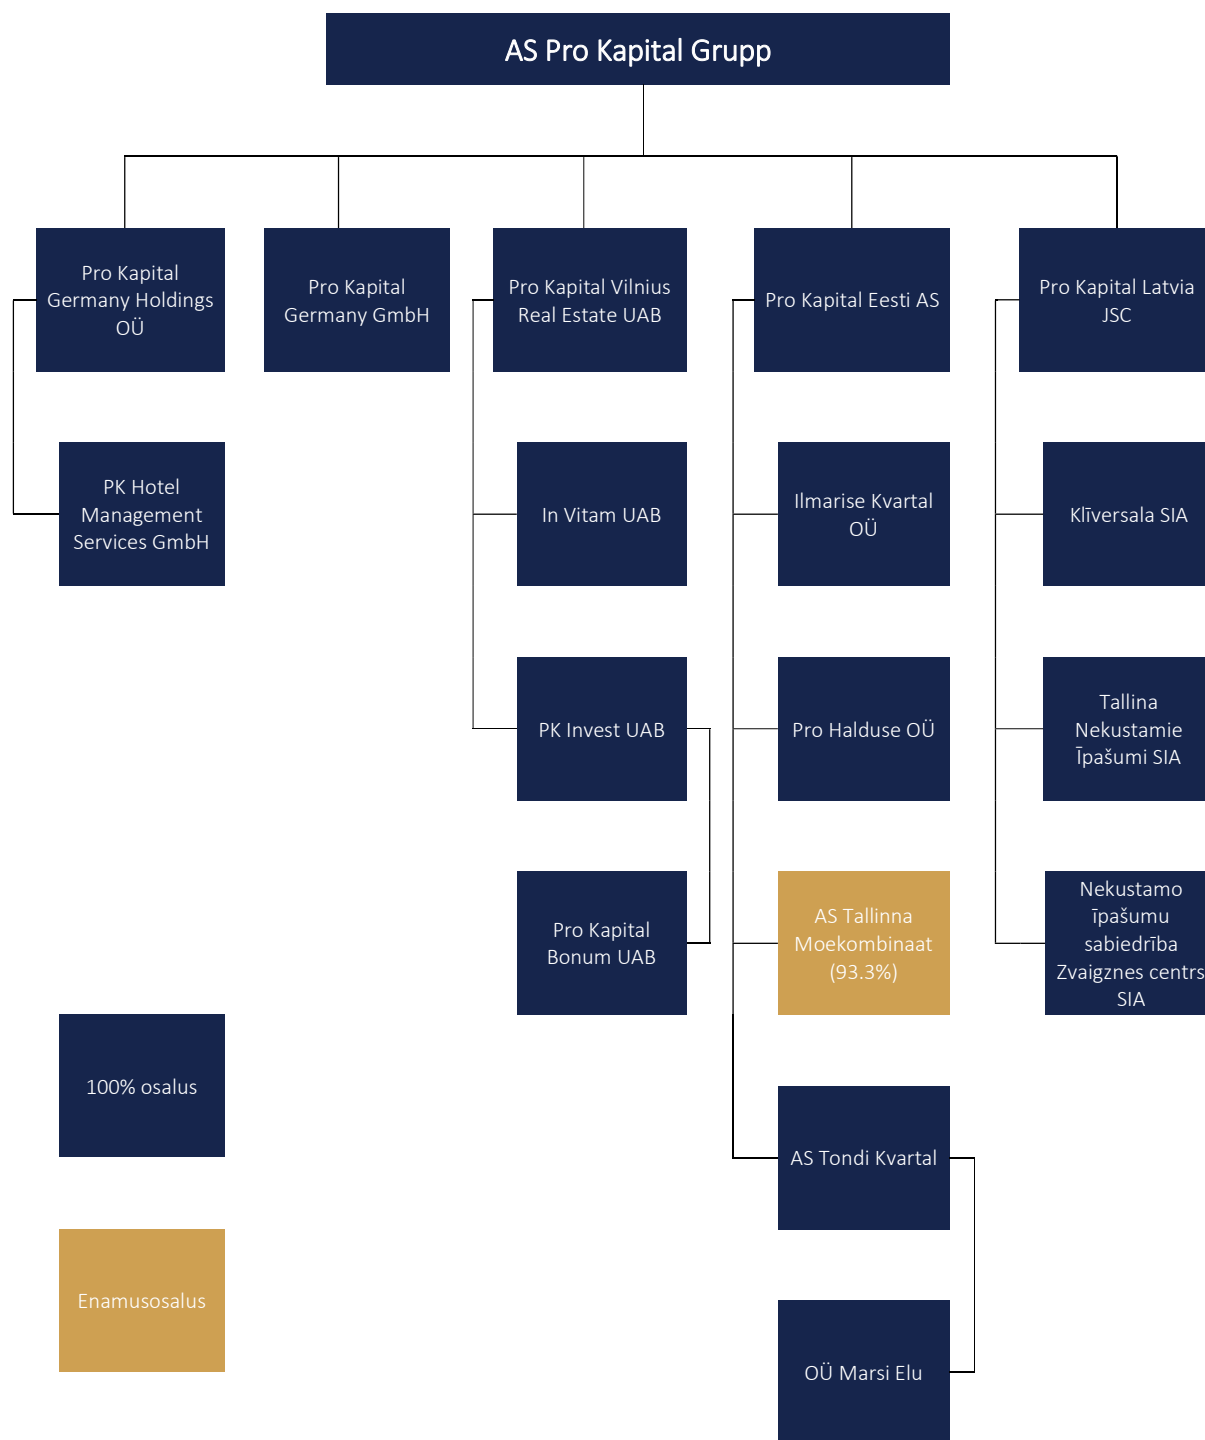 AS Pro Kapital Grupp
Pro Kapital
Germany Holdings
OÜ
Pro Kapital
Germany GmbH
Pro Kapital Vilnius
Real Estate UAB
Pro Kapital Eesti AS
Pro Kapital Latvia
JSC
PK Hotel
Management
Services GmbH
In Vitam UAB
Ilmarise Kvartal
OÜ
Klīversala SIA
PK Invest UAB
Pro Halduse OÜ
Tallina
Nekustamie
Īpašumi SIA
Pro Kapital
Bonum UAB
AS Tallinna
Moekombinaat
(93.3%)
Nekustamo
īpašumu
sabiedrība
Zvaigznes centrs
SIA
100% osalus
AS Tondi Kvartal
Enamusosalus
OÜ Marsi Elu